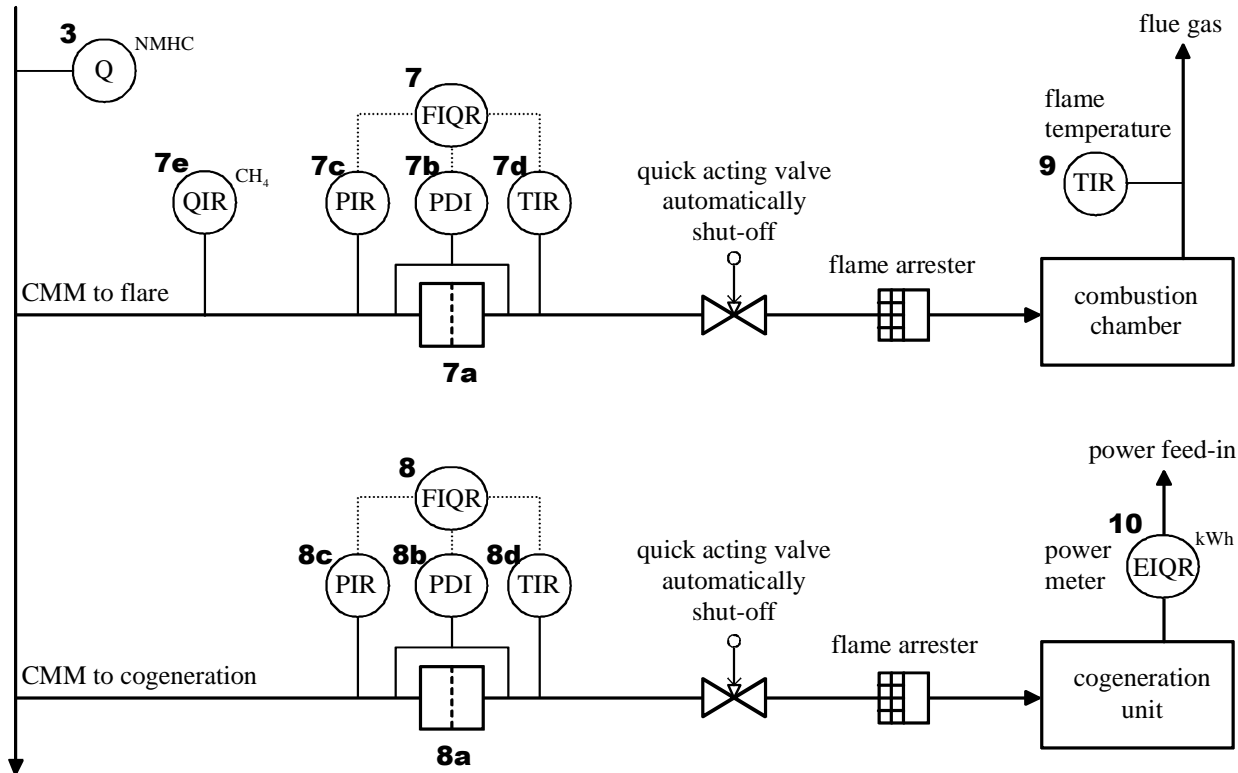 3
NMHC
Q
flue gas
7
FIQR
flame
temperature
9
TIR
7e
CH₄
QIR
7c
PIR
7b
PDI
7d
TIR
quick acting valve
automatically
shut-off
flame arrester
CMM to flare
combustion
chamber
7a
8
FIQR
power feed-in
10
kWh
EIQR
power
meter
8c
PIR
8b
PDI
8d
TIR
quick acting valve
automatically
shut-off
flame arrester
CMM to cogeneration
cogeneration
unit
8a